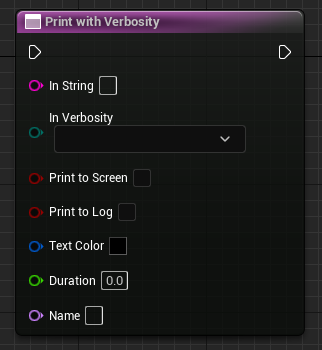 Print with Verbosity
In String
In Verbosity
Print to Screen
Print to Log
Text Color
Duration 0.0
Name